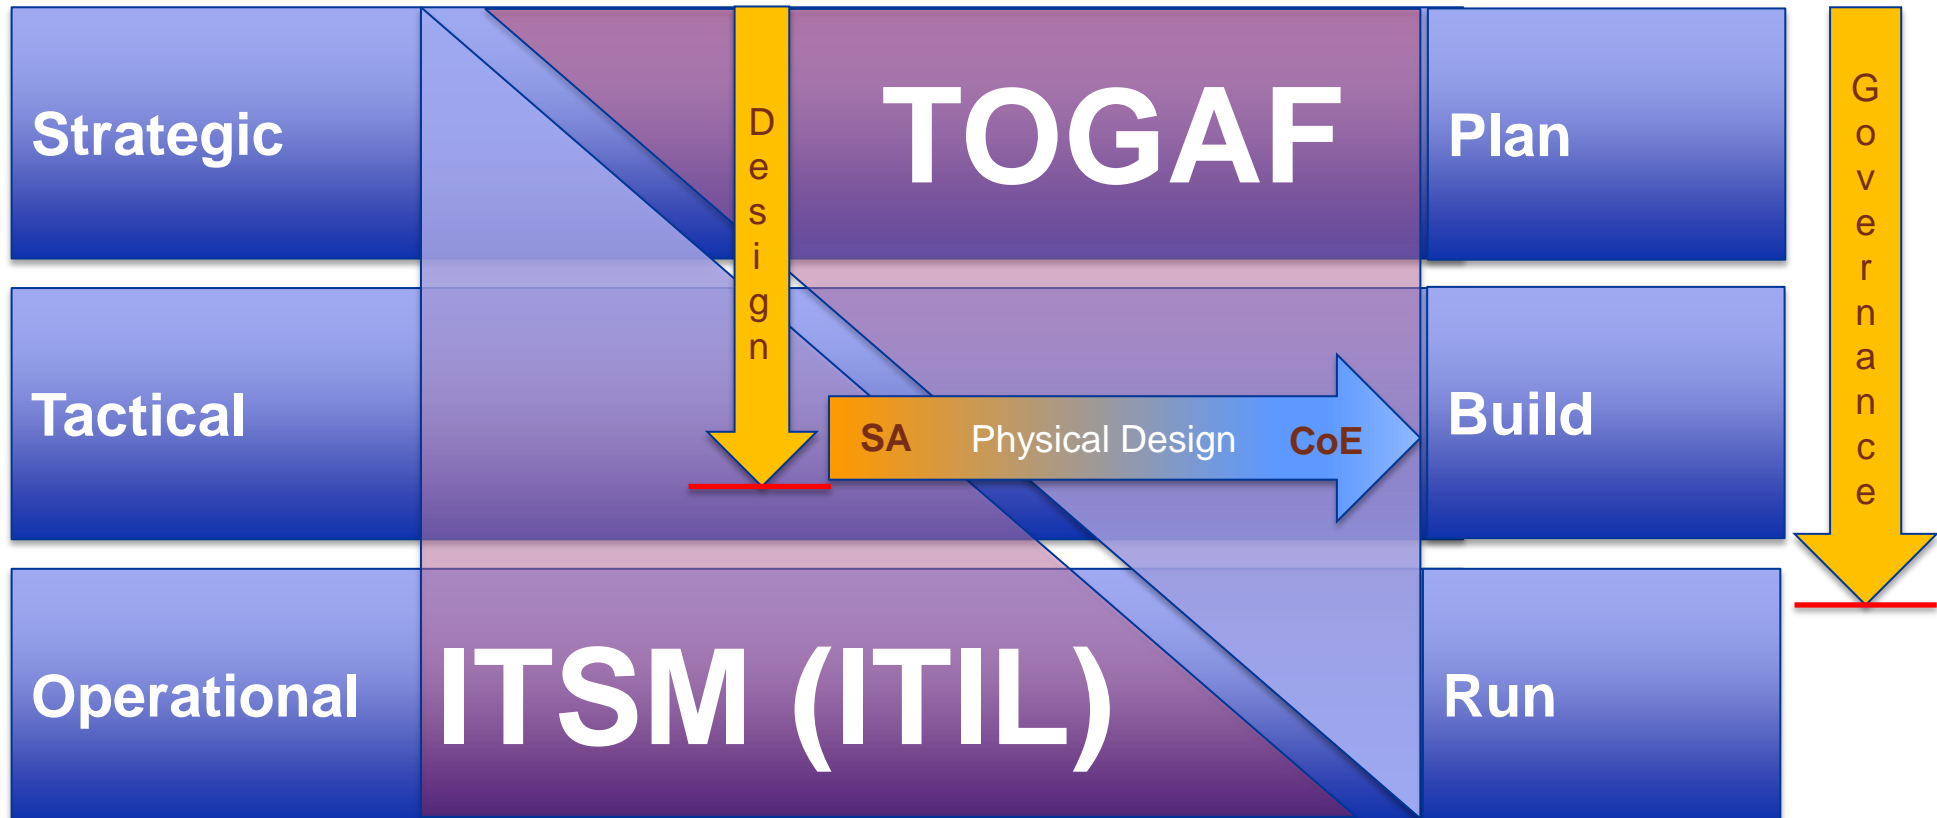 Strategic
Design
TOGAF
Plan
Governance
Tactical
SA Physical Design CoE
Build
Operational
ITSM (ITIL)
Run